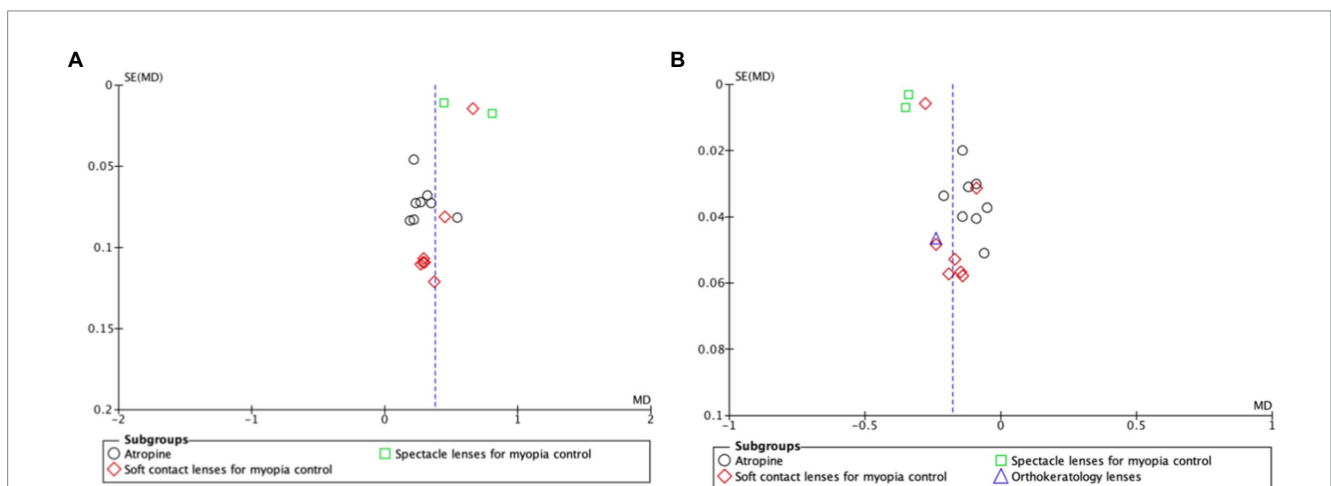 A
SE(MD)
0
0.05
0.1
0.15
0.2
-2
-1
0
1
2
MD
Subgroups
Atropine
Spectacle lenses for myopia control
Soft contact lenses for myopia control
B
SE(MD)
0
0.02
0.04
0.06
0.08
0.1
-1
-0.5
0
0.5
1
MD
Subgroups
Atropine
Spectacle lenses for myopia control
Soft contact lenses for myopia control
Orthokeratology lenses